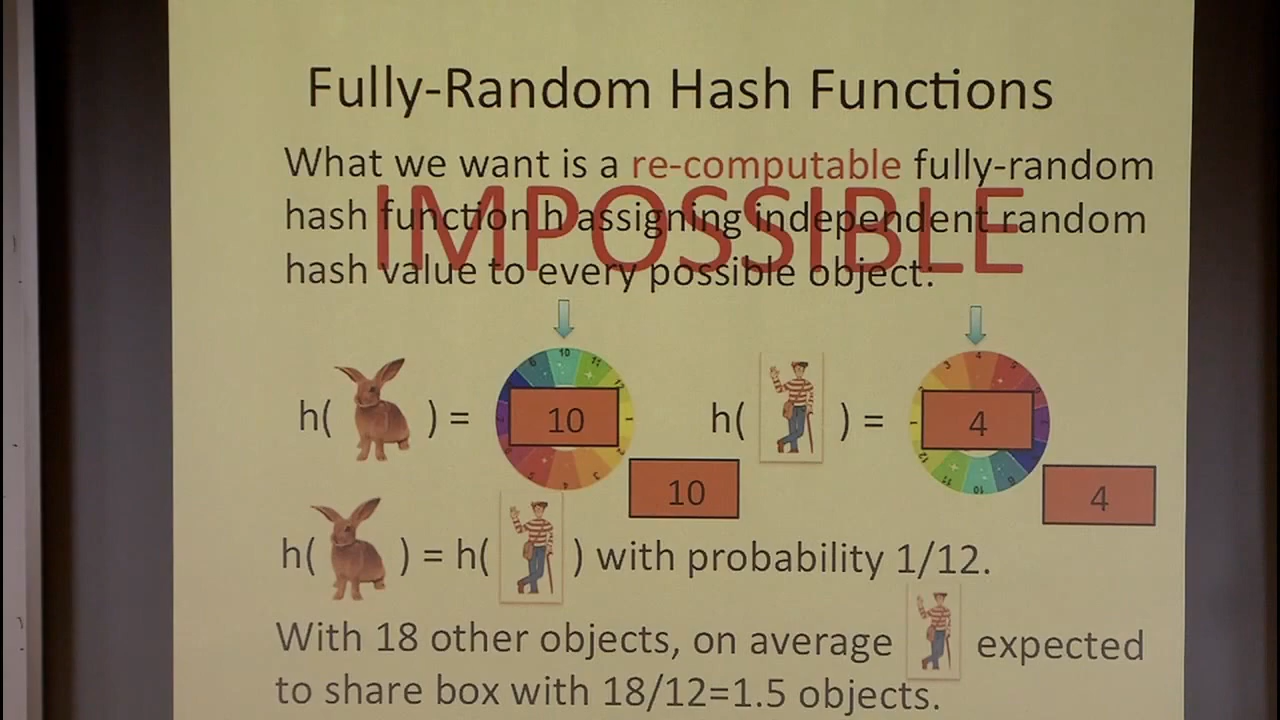 Fully-Random Hash Functions
What we want is a re-computable fully-random
IMPOSSIBLE
hash function h assigning independent random
hash value to every possible object:
h( ) = 10 h( ) = 4
10 4
h( ) = h( ) with probability 1/12.
With 18 other objects, on average expected
to share box with 18/12=1.5 objects.